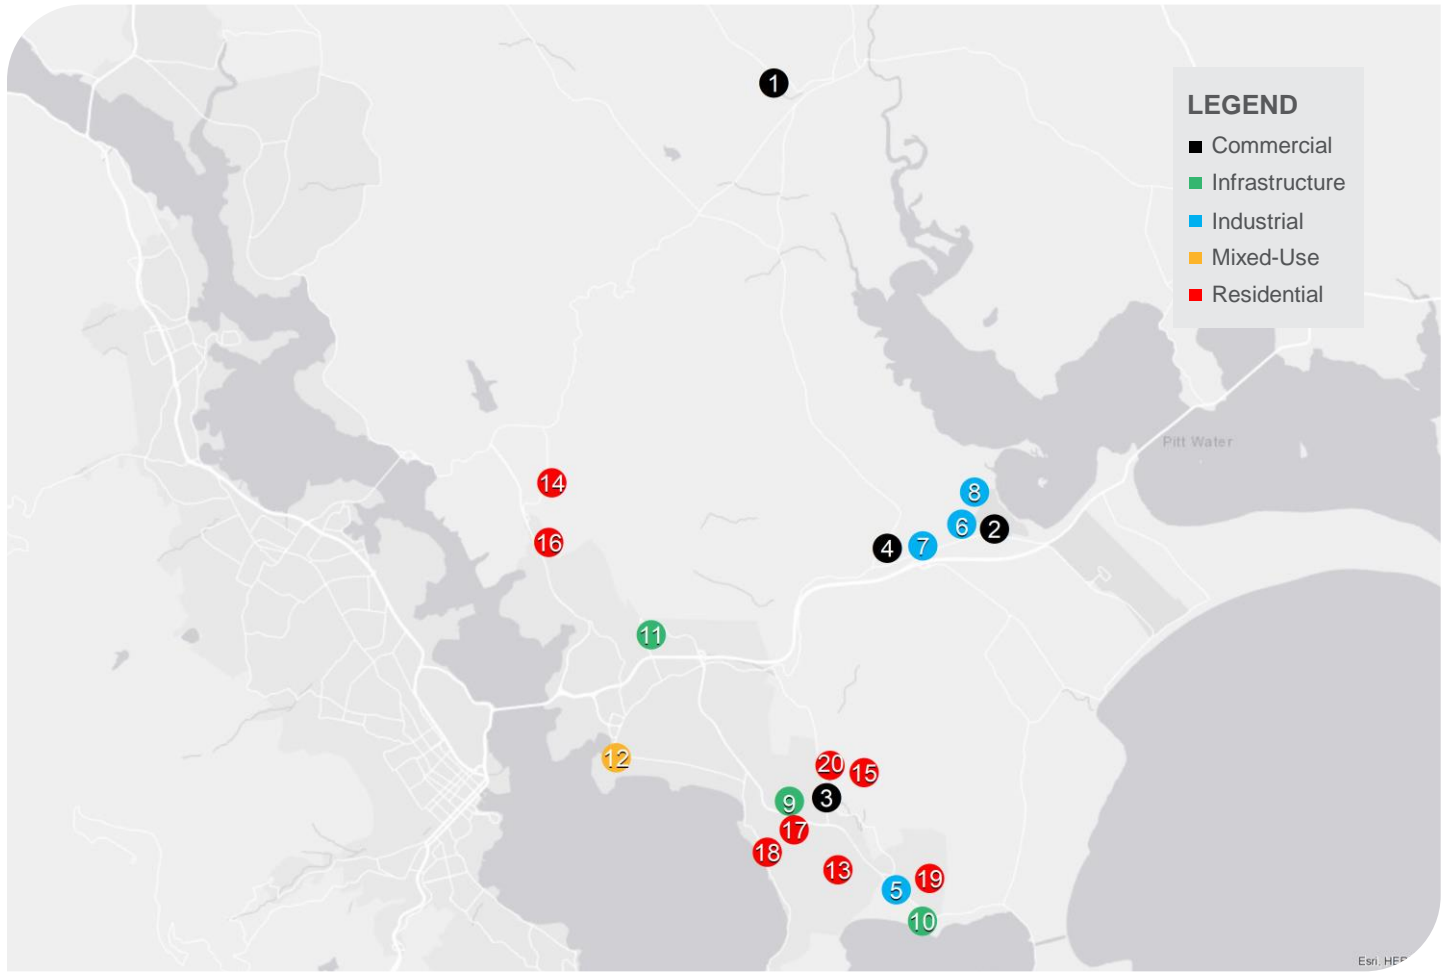 1
LEGEND
Commercial
Infrastructure
Industrial
Mixed-Use
Residential
Pitt Water
14
8
6
2
16
4
7
11
12
20
15
3
9
17
18
13
19
5
10
Esri, HE